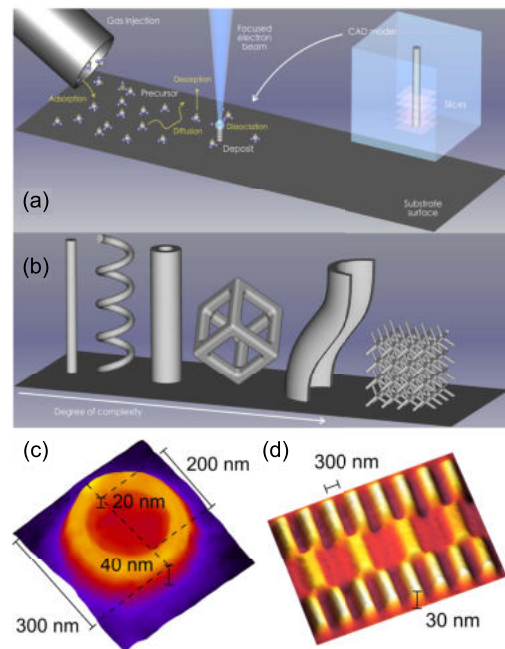 Gas Injection
Focused
electron
beam
CAD model
Desorption
Adsorption
Precursor
Slices
Diffusion
Dissociation
Deposit
(a)
Substrate
surface
(b)
Degree of complexity
(c)
200 nm
20 nm
40 nm
300 nm
(d)
300 nm
30 nm